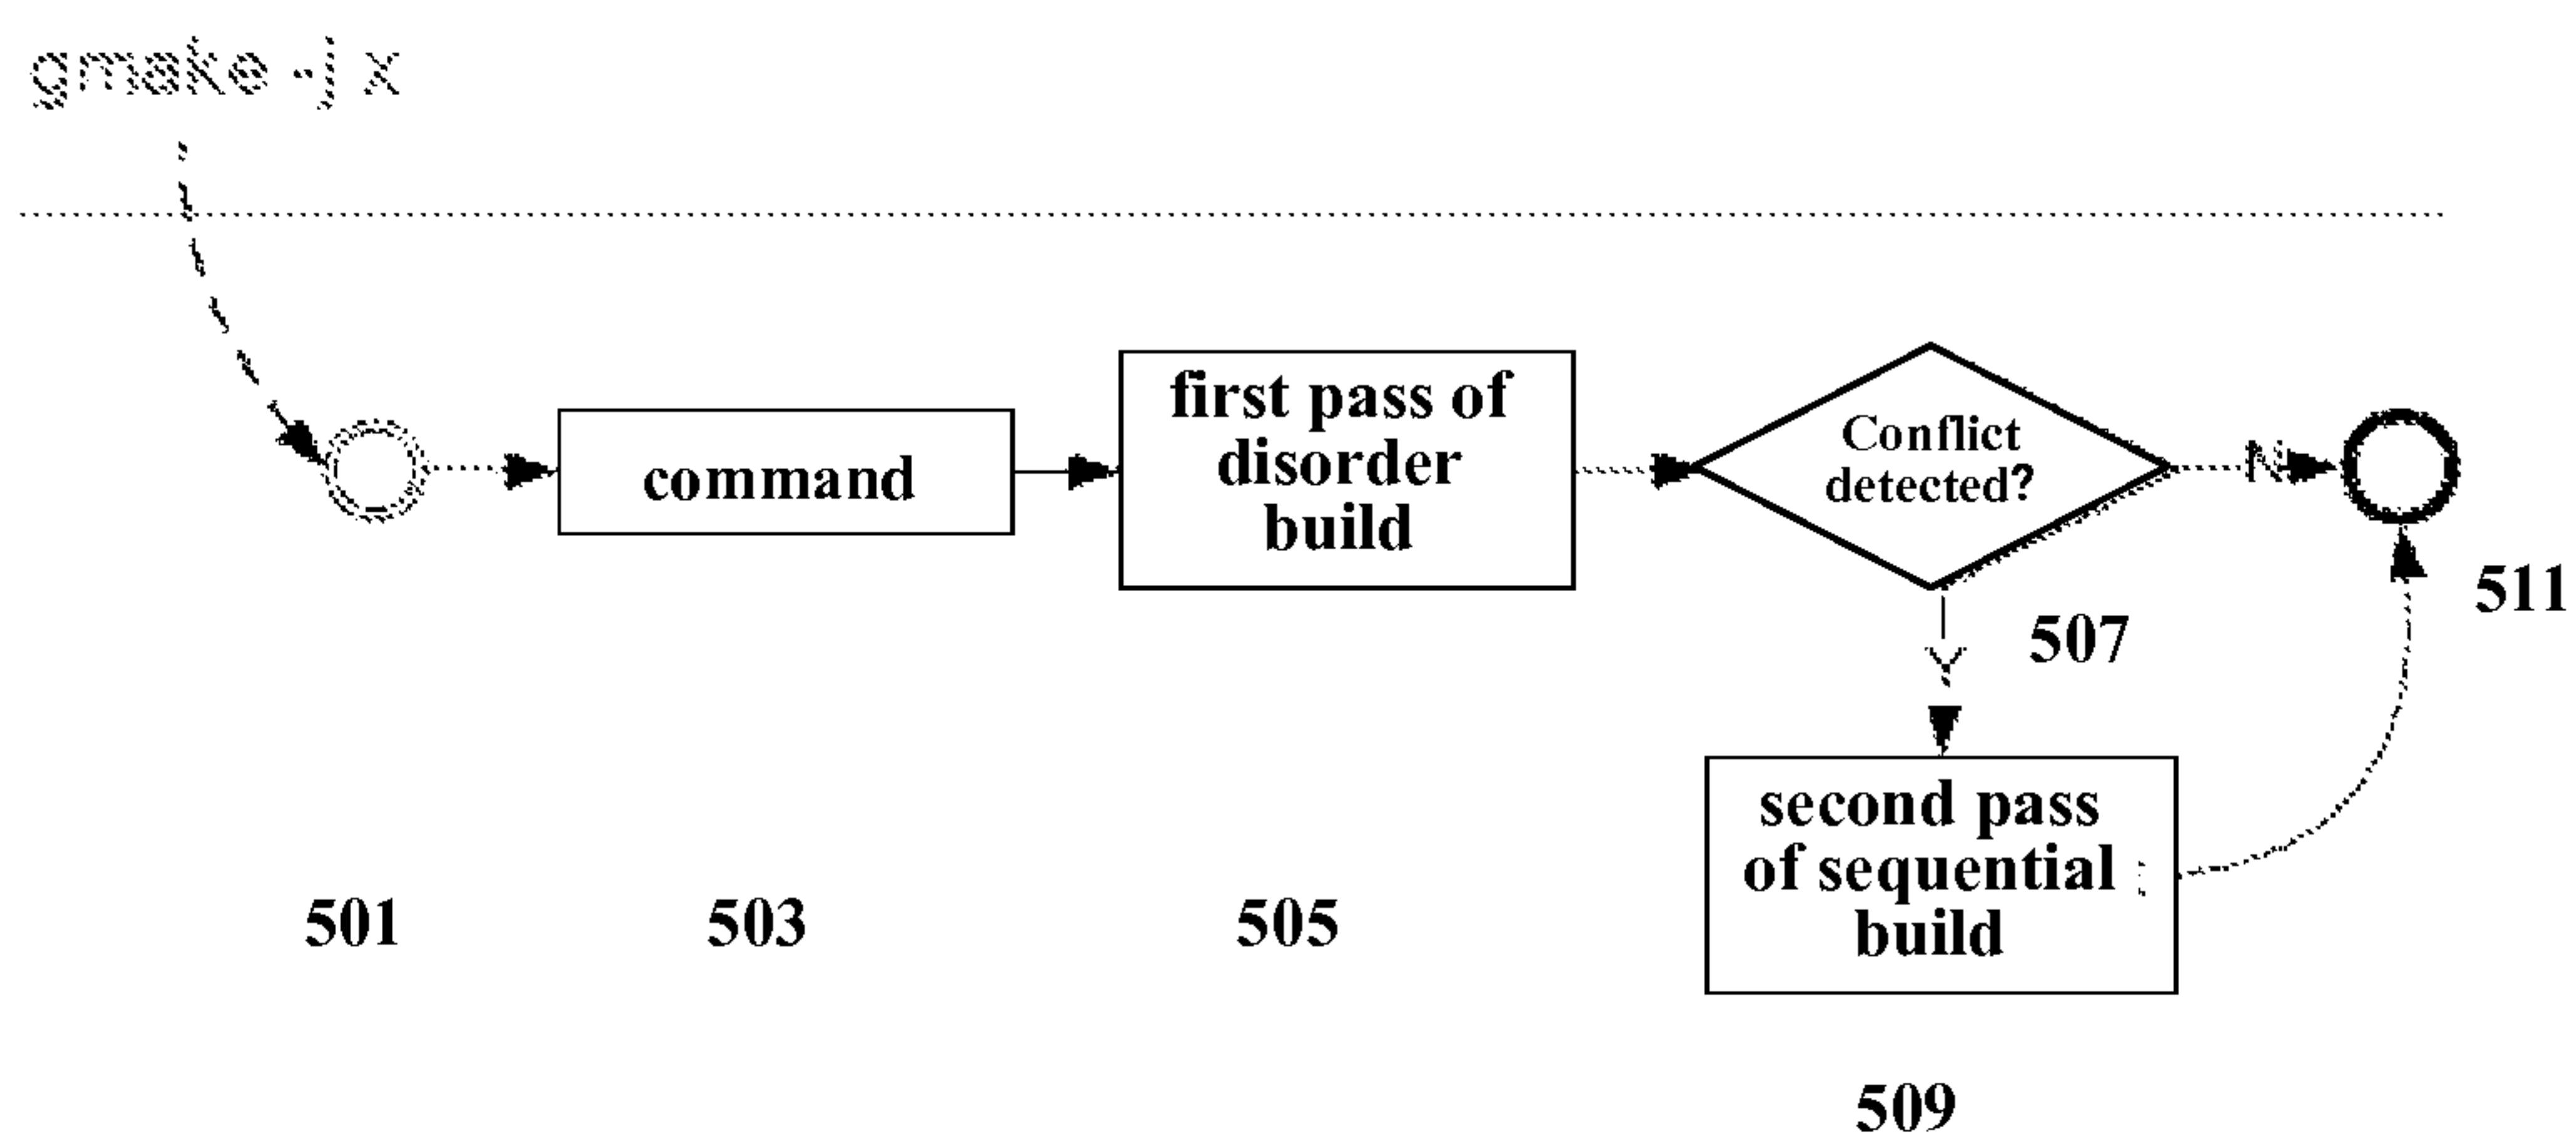 gmake -j x
command
first pass of
disorder
build
Conflict
detected?
N
511
507
Y
second pass
of sequential
build
501
503
505
509